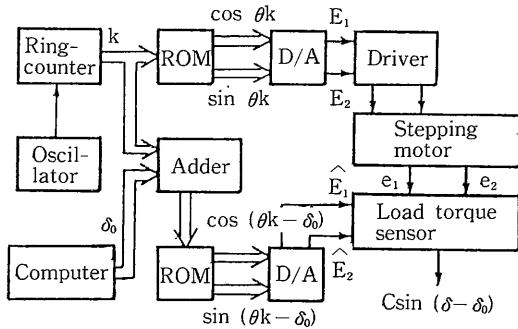 cos θk
E₁
k
Ring-
counter
ROM
D/A
Driver
sin θk
E₂
Oscil-
lator
Adder
Stepping
motor
Ê₁
e₁
e₂
δ₀
cos (θk-δ₀)
Load torque
sensor
Computer
ROM
D/A
Ê₂
sin (θk-δ₀)
Csin (δ-δ₀)